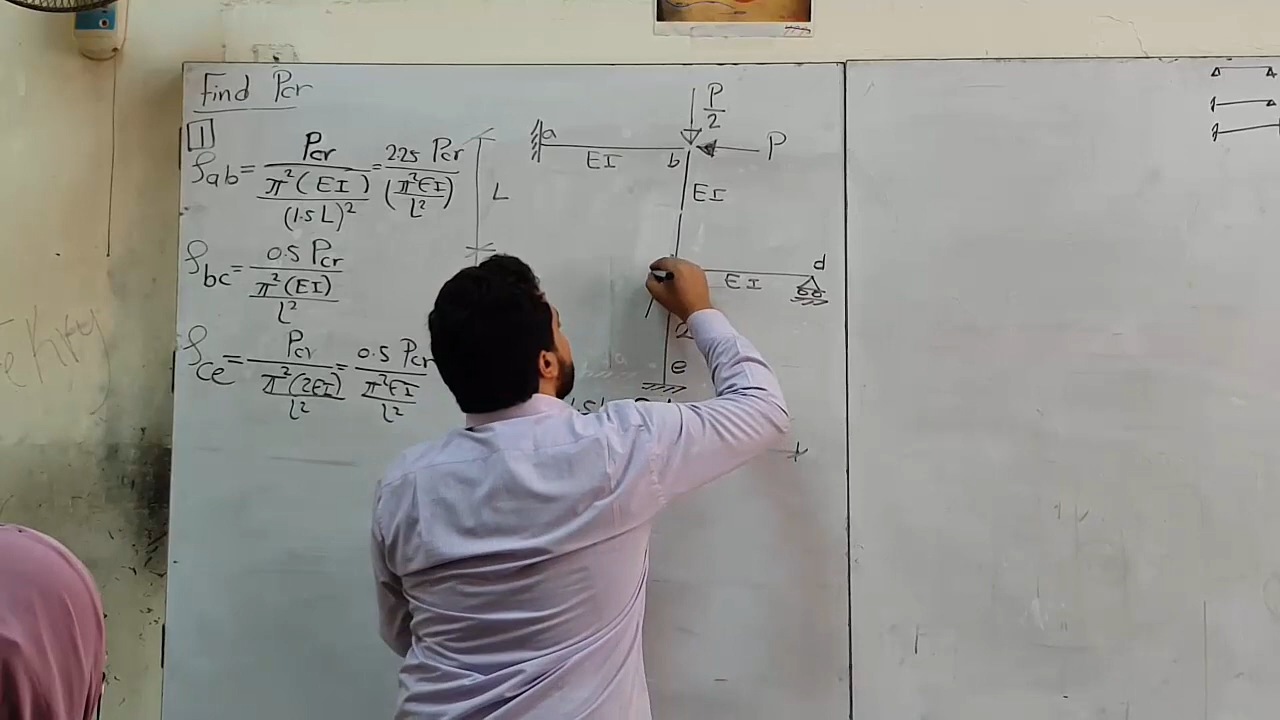 Find Pcr
1
ρab = Pcr / (π²(EI) / (1.5L)²) = 2.25 Pcr / (π²EI / L²)
ρbc = 0.5 Pcr / (π²(EI) / L²)
ρce = Pcr / (π²(2EI) / L²) = 0.5 Pcr / (π²EI / L²)
P/2
P
a
EI
b
L
EI
d
EI
e